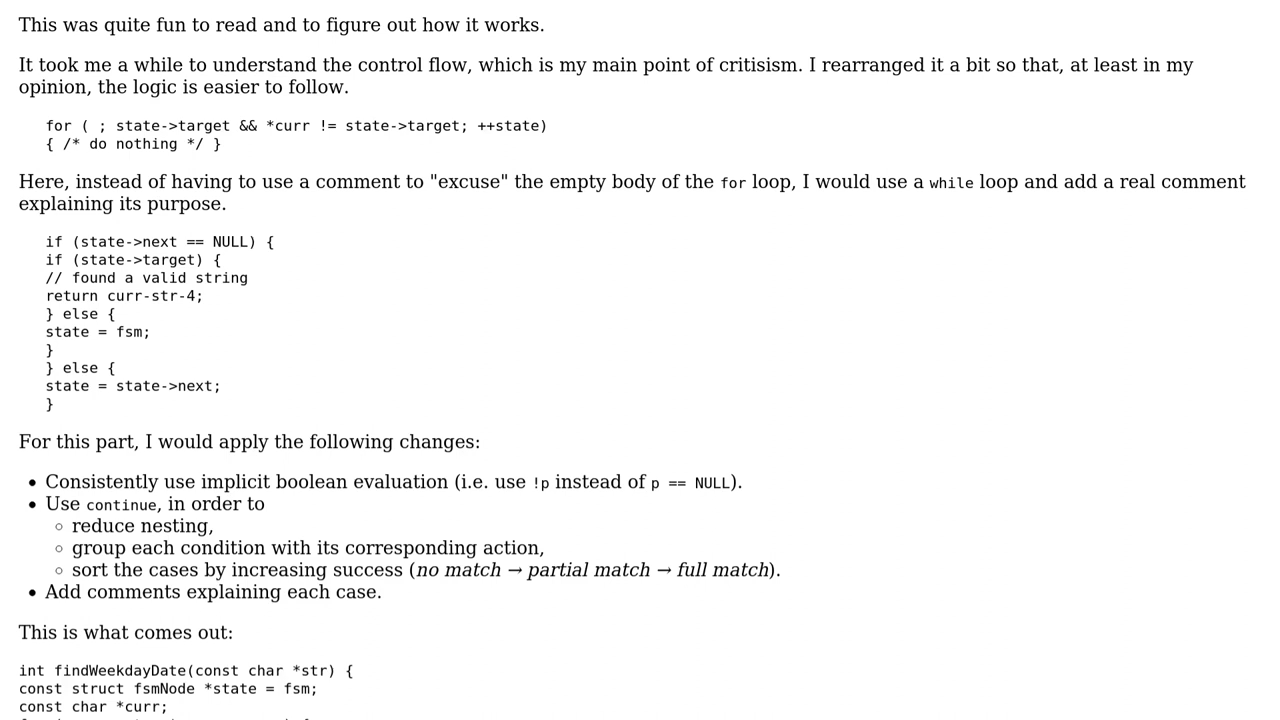 This was quite fun to read and to figure out how it works.
It took me a while to understand the control flow, which is my main point of critisism. I rearranged it a bit so that, at least in my
opinion, the logic is easier to follow.
for ( ; state->target && *curr != state->target; ++state)
{ /* do nothing */ }
Here, instead of having to use a comment to "excuse" the empty body of the for loop, I would use a while loop and add a real comment
explaining its purpose.
if (state->next == NULL) {
if (state->target) {
// found a valid string
return curr-str-4;
} else {
state = fsm;
}
} else {
state = state->next;
}
For this part, I would apply the following changes:
• Consistently use implicit boolean evaluation (i.e. use !p instead of p == NULL).
• Use continue, in order to
◦ reduce nesting,
◦ group each condition with its corresponding action,
◦ sort the cases by increasing success (no match → partial match → full match).
• Add comments explaining each case.
This is what comes out:
int findWeekdayDate(const char *str) {
const struct fsmNode *state = fsm;
const char *curr;